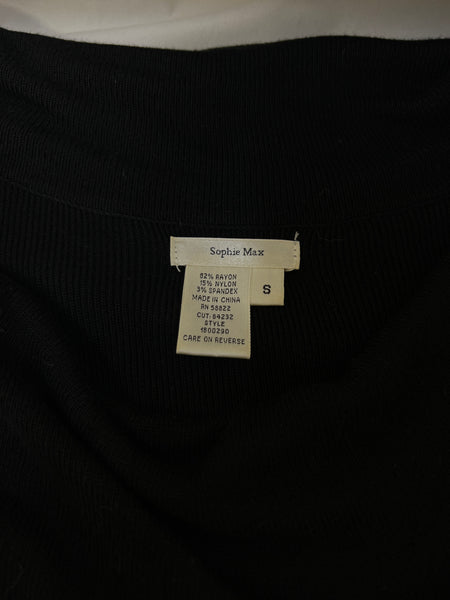 Sophie Max
82% RAYON
15% NYLON
3% SPANDEX
MADE IN CHINA
RN 58822
CUT: 84232
STYLE
1800290
CARE ON REVERSE
S